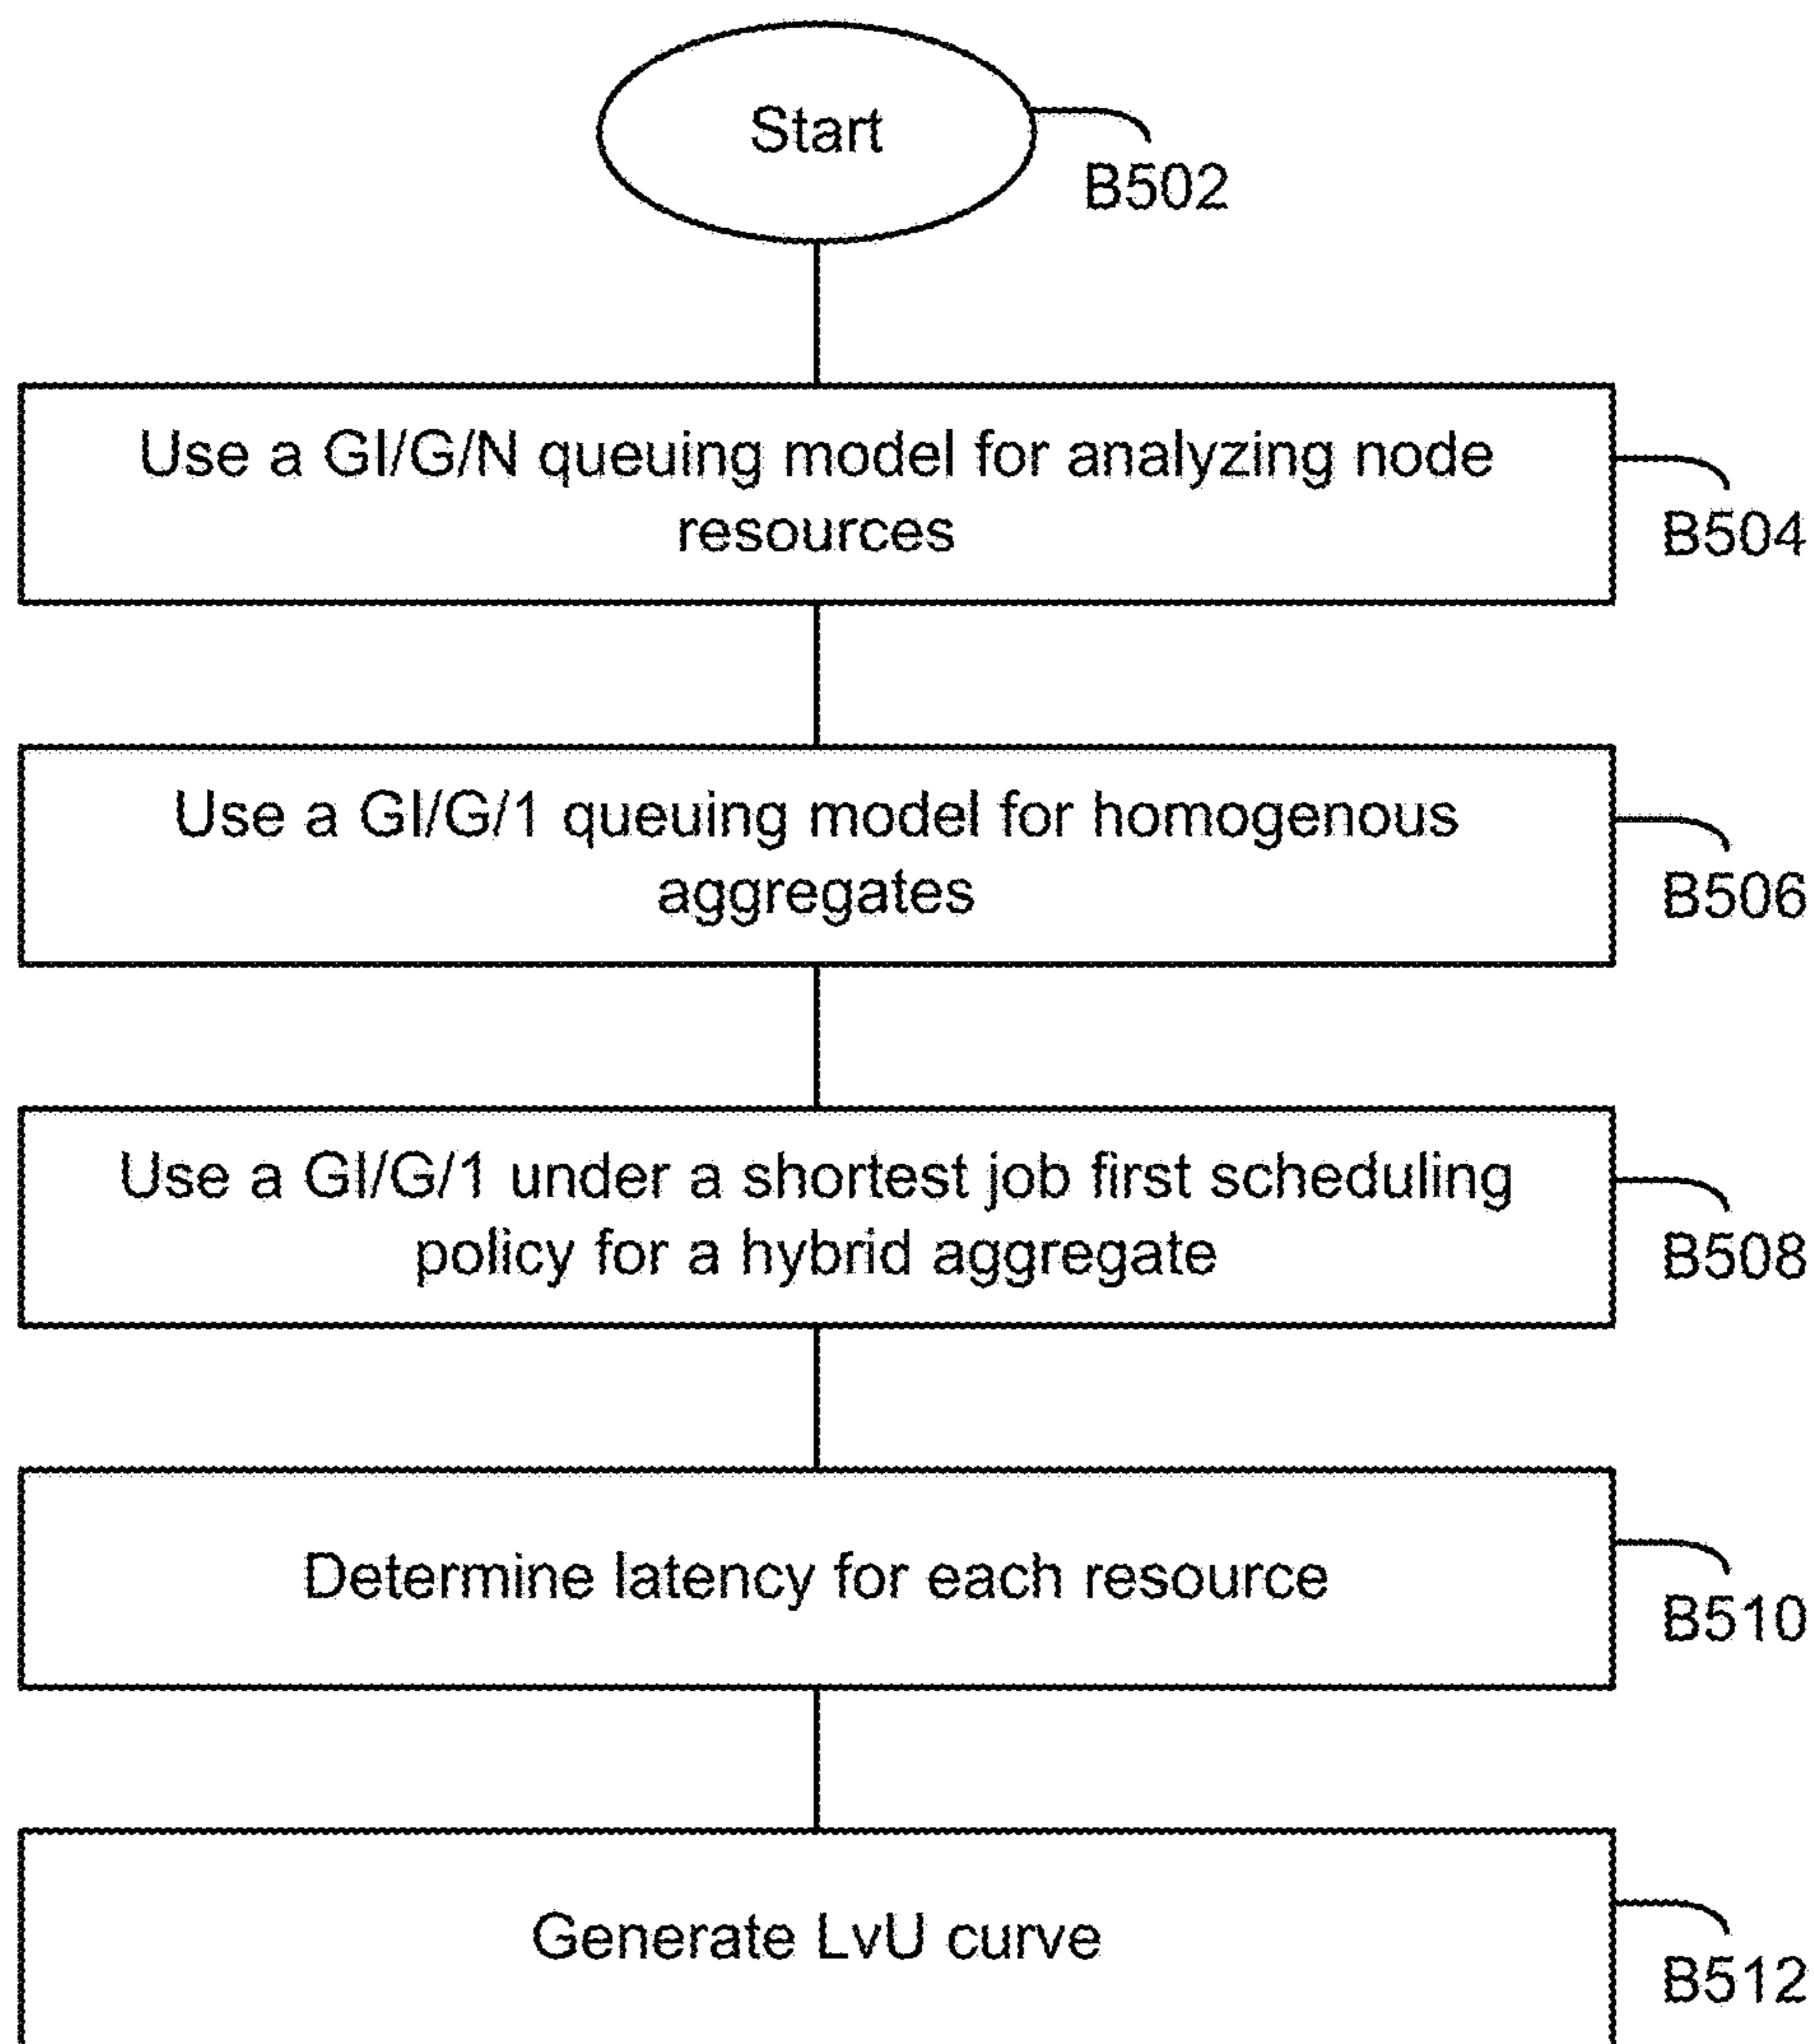 Start
B502
Use a GI/G/N queuing model for analyzing node
resources
B504
Use a GI/G/1 queuing model for homogenous
aggregates
B506
Use a GI/G/1 under a shortest job first scheduling
policy for a hybrid aggregate
B508
Determine latency for each resource
B510
Generate LvU curve
B512